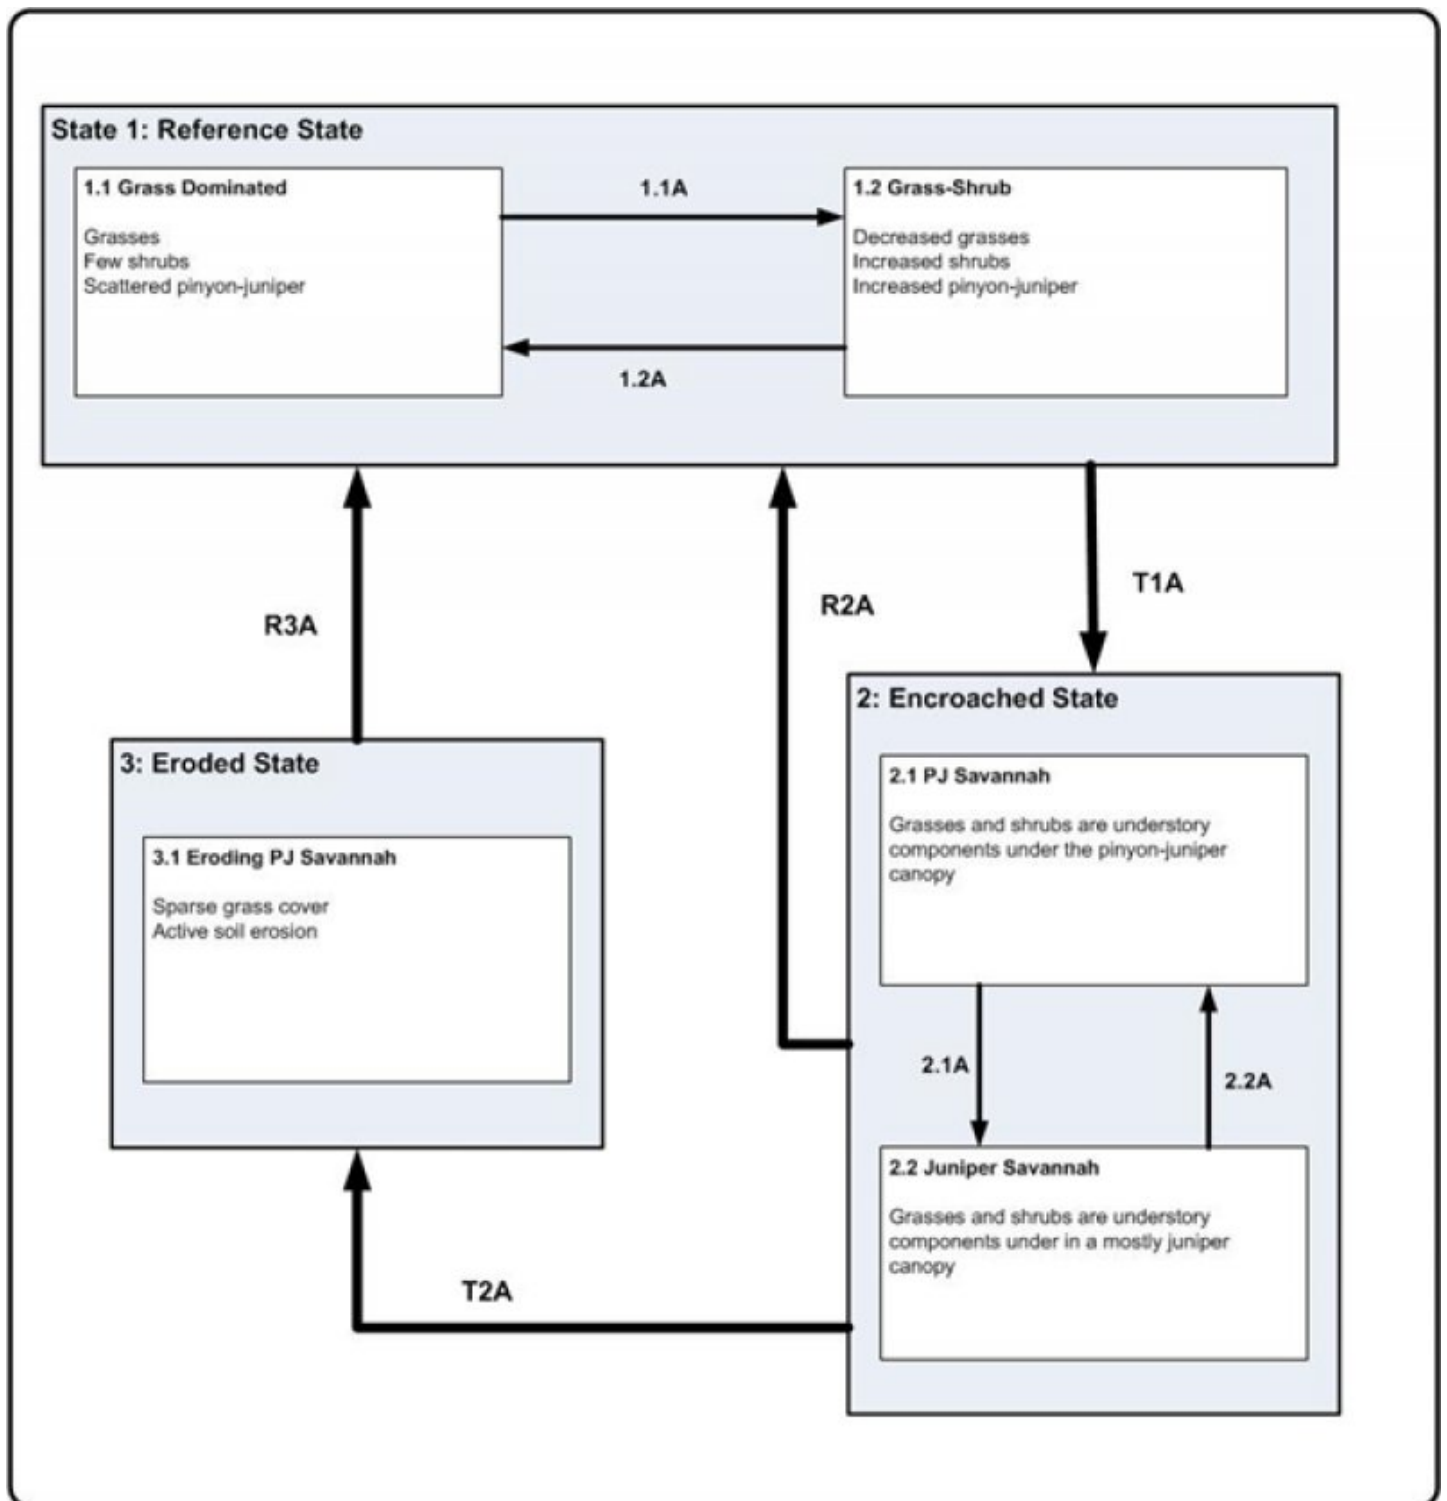 State 1: Reference State
1.1 Grass Dominated
Grasses
Few shrubs
Scattered pinyon-juniper
1.1A
1.2A
1.2 Grass-Shrub
Decreased grasses
Increased shrubs
Increased pinyon-juniper
R3A
R2A
T1A
3: Eroded State
3.1 Eroding PJ Savannah
Sparse grass cover
Active soil erosion
2: Encroached State
2.1 PJ Savannah
Grasses and shrubs are understory
components under the pinyon-juniper
canopy
2.1A
2.2A
2.2 Juniper Savannah
Grasses and shrubs are understory
components under in a mostly juniper
canopy
T2A